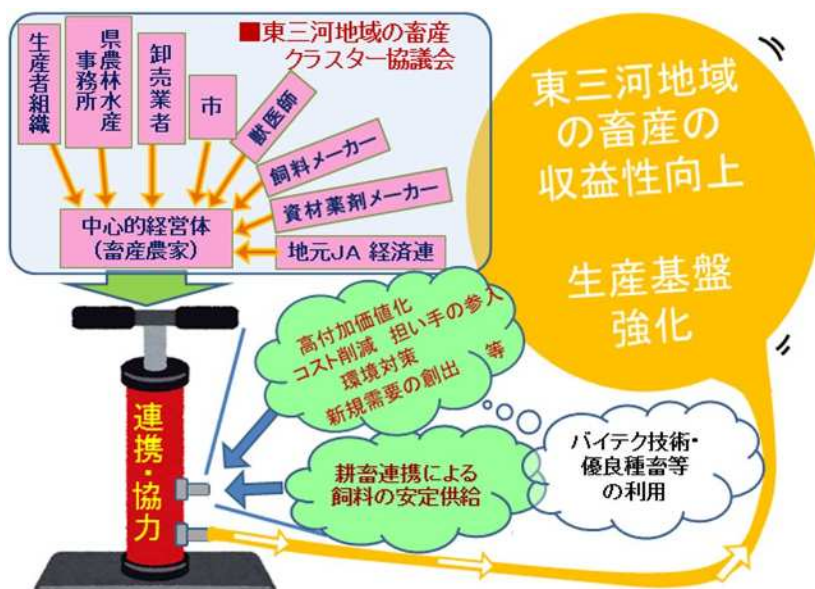 ■東三河地域の畜産
クラスター協議会
生産者組織
県農林水産
事務所
卸売業者
市
獣医師
飼料メーカー
資材薬剤メーカー
地元JA 経済連
中心的経営体
(畜産農家)
東三河地域
の畜産の
収益性向上
生産基盤
強化
高付加価値化
コスト削減 担い手の参入
環境対策
新規需要の創出 等
耕畜連携による
飼料の安定供給
バイテク技術・
優良種畜等
の利用
連携・協力